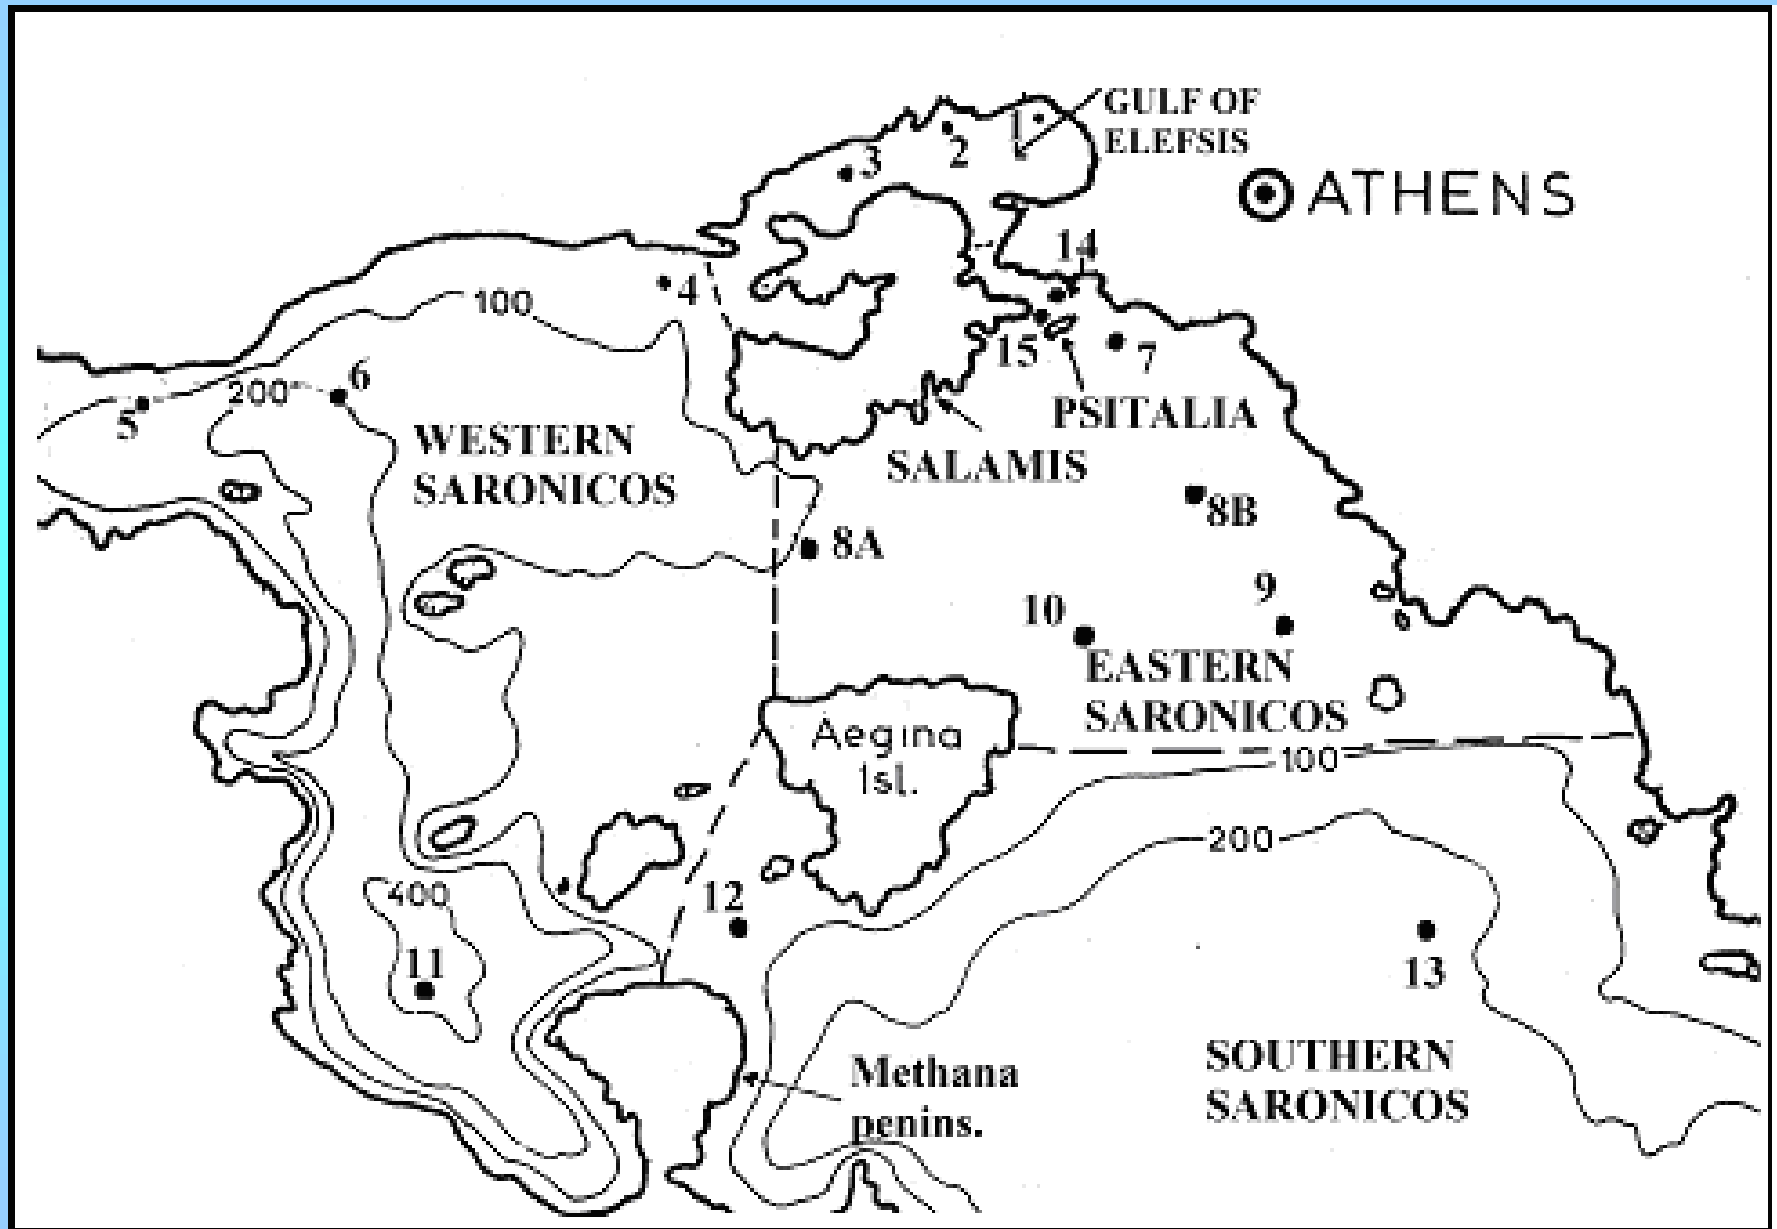 GULF OF
ELEFSIS
1
2
3
ATHENS
14
4
100
15
7
6
200
5
PSITALIA
WESTERN
SARONICOS
SALAMIS
8B
8A
9
10
EASTERN
SARONICOS
Aegina
Isl.
100
200
400
12
11
13
SOUTHERN
SARONICOS
Methana
penins.